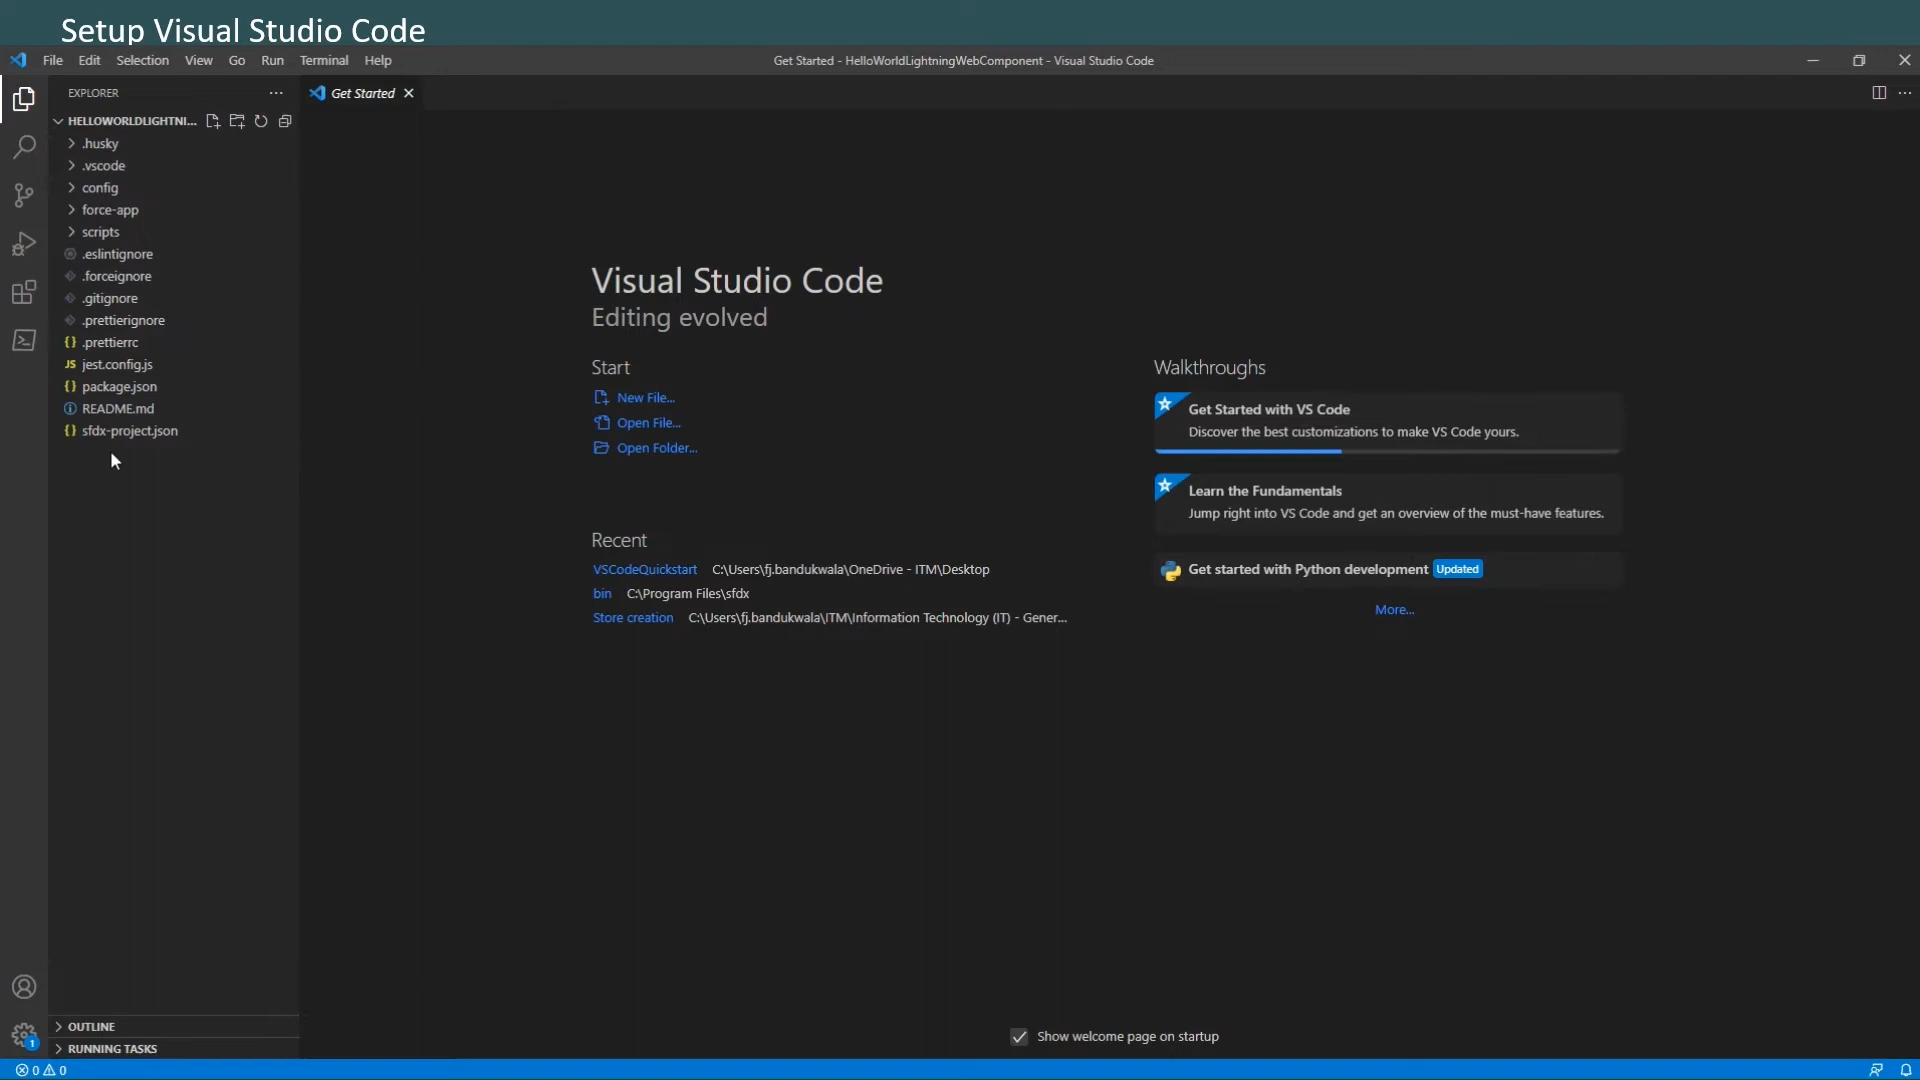 Setup Visual Studio Code
File Edit Selection View Go Run Terminal Help
Get Started - HelloWorldLightningWebComponent - Visual Studio Code
EXPLORER
Get Started
HELLOWORLDLIGHTNI...
.husky
.vscode
config
force-app
scripts
.eslintignore
.forceignore
.gitignore
.prettierignore
{} .prettierrc
JS jest.config.js
{} package.json
README.md
{} sfdx-project.json
Visual Studio Code
Editing evolved
Start
New File...
Open File...
Open Folder...
Recent
VSCodeQuickstart C:\Users\fj.bandukwala\OneDrive - ITM\Desktop
bin C:\Program Files\sfdx
Store creation C:\Users\fj.bandukwala\ITM\Information Technology (IT) - Gener...
Walkthroughs
Get Started with VS Code
Discover the best customizations to make VS Code yours.
Learn the Fundamentals
Jump right into VS Code and get an overview of the must-have features.
Get started with Python development Updated
More...
Show welcome page on startup
OUTLINE
RUNNING TASKS
1
0 0